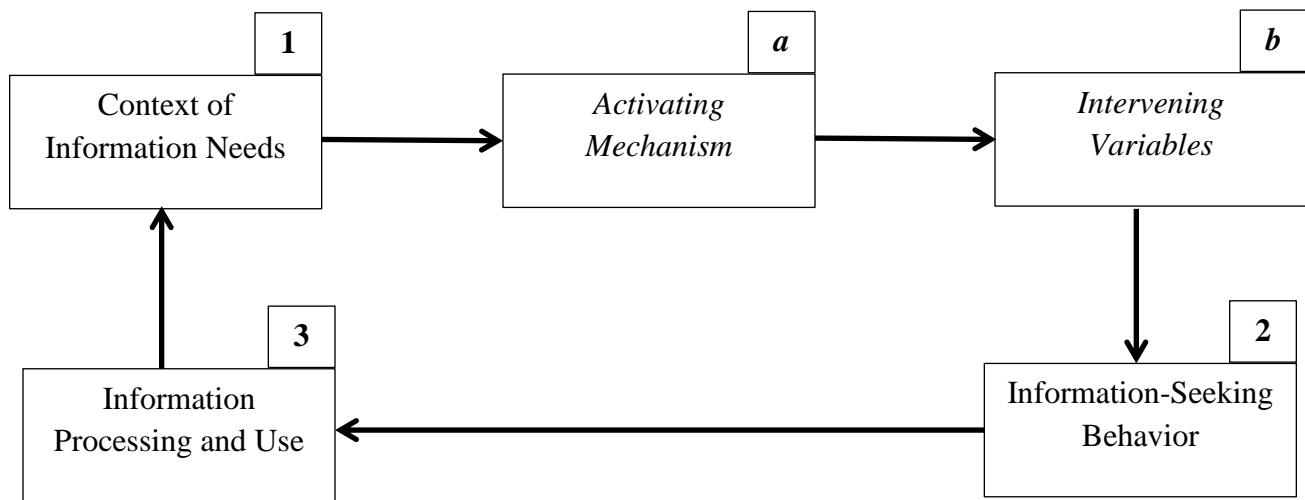 1
Context of
Information Needs
a
Activating
Mechanism
b
Intervening
Variables
2
Information-Seeking
Behavior
3
Information
Processing and Use